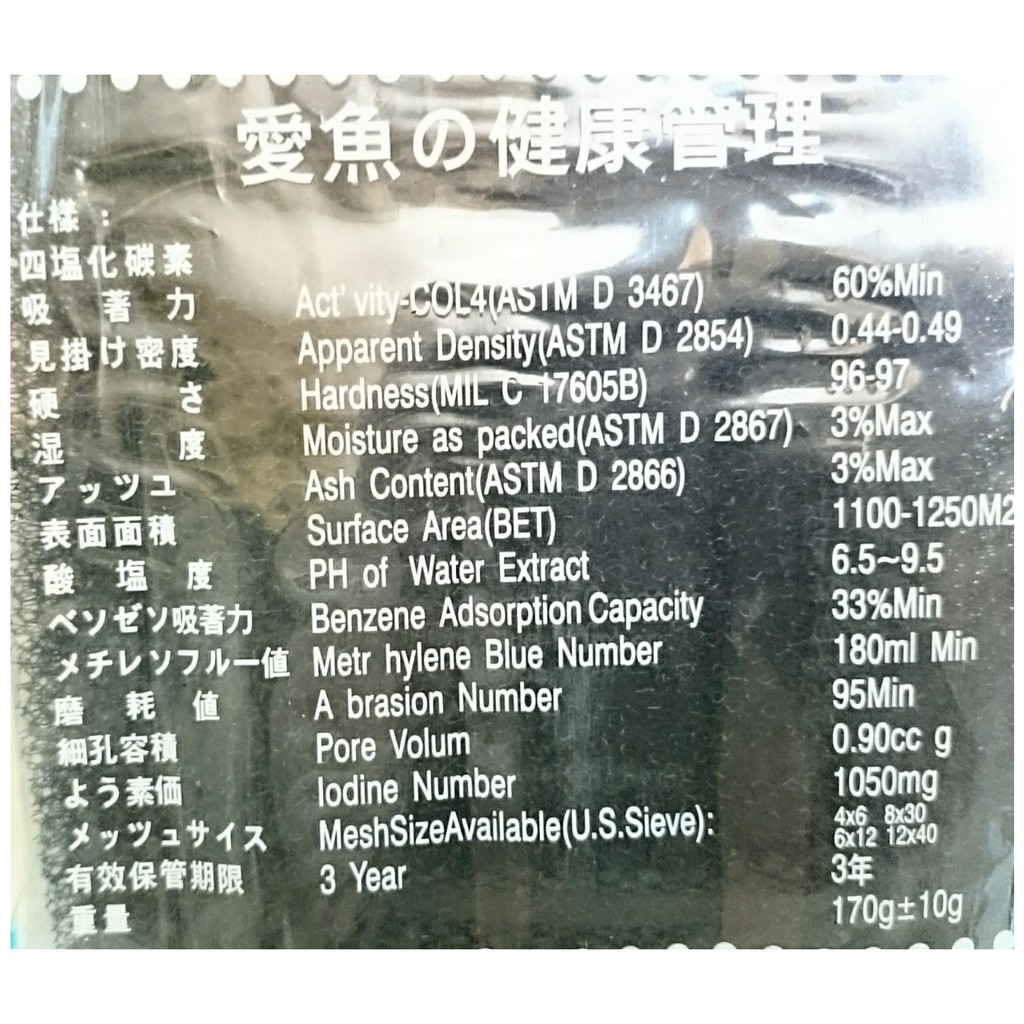 愛魚の健康管理
仕様：
四塩化碳素
吸著力 Act'vity-COL4(ASTM D 3467) 60%Min
見掛け密度 Apparent Density(ASTM D 2854) 0.44-0.49
硬さ Hardness(MIL C 17605B) 96-97
湿度 Moisture as packed(ASTM D 2867) 3%Max
アッツユ Ash Content(ASTM D 2866) 3%Max
表面面積 Surface Area(BET) 1100-1250M2
酸塩度 PH of Water Extract 6.5~9.5
ベソゼソ吸著力 Benzene Adsorption Capacity 33%Min
メチレソフルー値 Metr hylene Blue Number 180ml Min
磨耗値 A brasion Number 95Min
細孔容積 Pore Volum 0.90cc g
よう素価 Iodine Number 1050mg
メッツュサイス MeshSizeAvailable(U.S.Sieve): 4x6 8x30
6x12 12x40
有效保管期限 3 Year 3年
重量 170g±10g